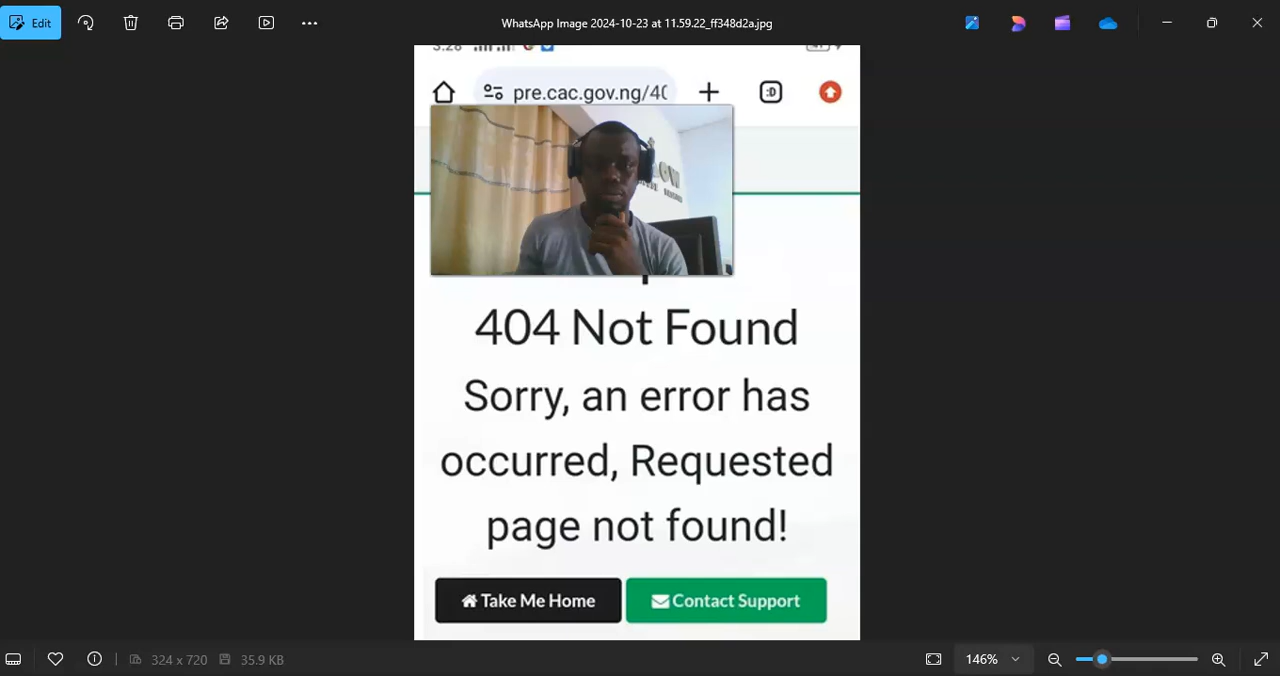 Edit
WhatsApp Image 2024-10-23 at 11.59.22_ff348d2a.jpg
3:28
pre.cac.gov.ng/40
:D
404 Not Found
Sorry, an error has
occurred, Requested
page not found!
Take Me Home
Contact Support
324 x 720
35.9 KB
146%